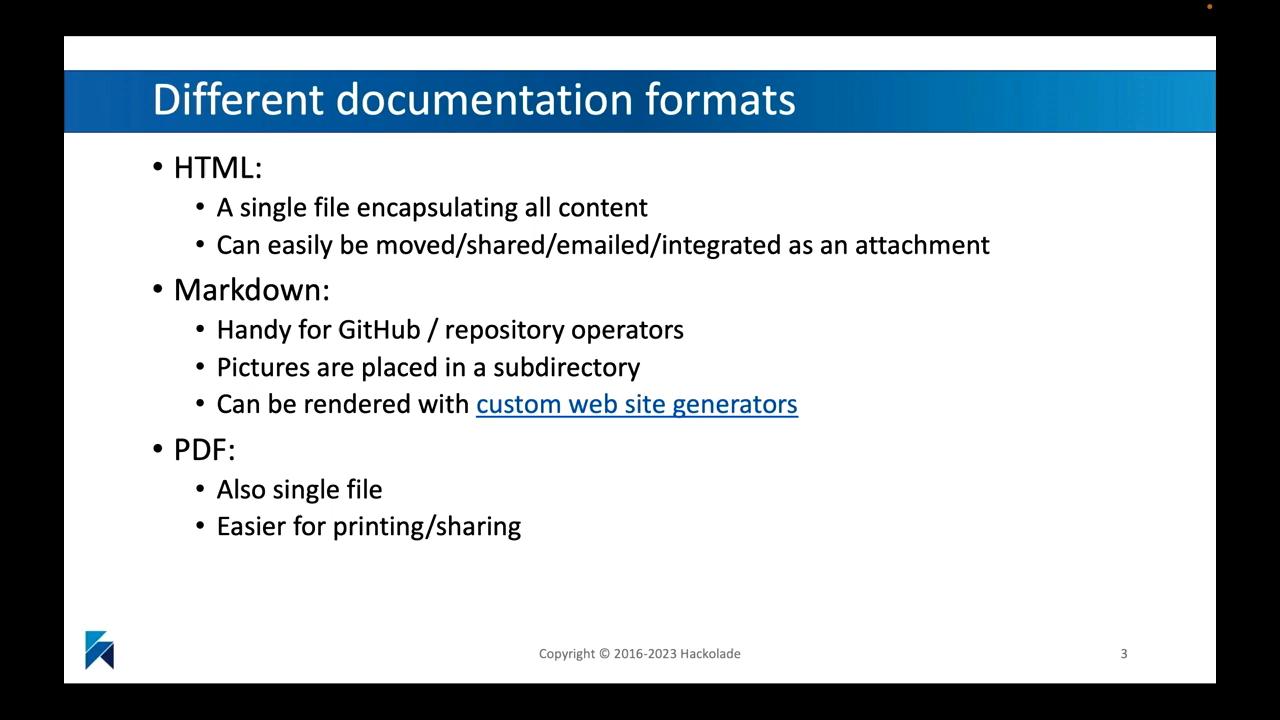 Different documentation formats
• HTML:
• A single file encapsulating all content
• Can easily be moved/shared/emailed/integrated as an attachment
• Markdown:
• Handy for GitHub / repository operators
• Pictures are placed in a subdirectory
• Can be rendered with custom web site generators
• PDF:
• Also single file
• Easier for printing/sharing
Copyright © 2016-2023 Hackolade
3